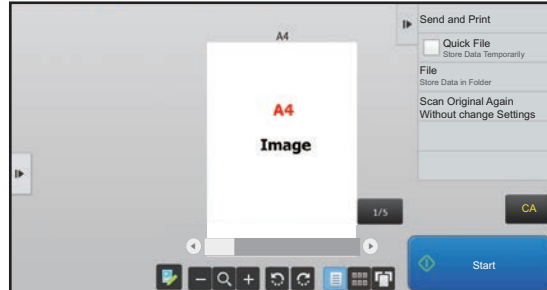 A4
A4
Image
1/5
Send and Print
Quick File
Store Data Temporarily
File
Store Data in Folder
Scan Original Again
Without change Settings
CA
Start